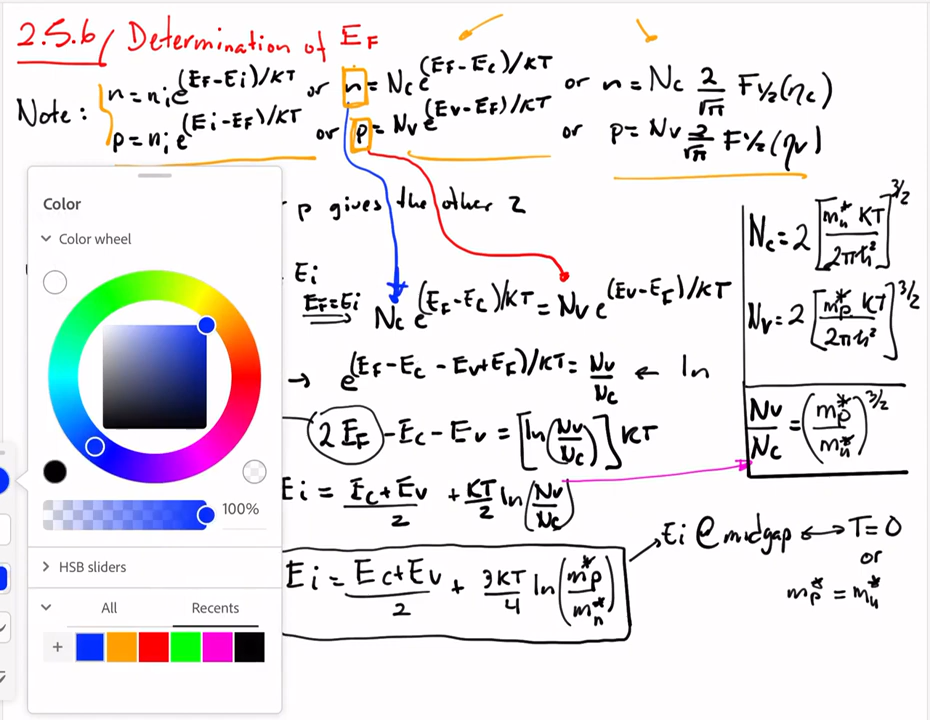 2.5.6/ Determination of EF
Note: n = ni e^(EF-Ei)/KT or n = Nc e^(EF-Ec)/KT or n = Nc 2/√π F½(ηc)
p = ni e^(Ei-EF)/KT or p = Nv e^(Ev-EF)/KT or p = Nv 2/√π F½(ηv)
p gives the other 2
Ei
EF=Ei ⇒ Nc e^(EF-Ec)/KT = Nv e^(Ev-EF)/KT
→ e^(EF-Ec-Ev+EF)/KT = Nv/Nc ← ln
2EF - Ec - Ev = [ln(Nv/Nc)] KT
Ei = (Ec+Ev)/2 + KT/2 ln(Nv/Nc)
Ei = (Ec+Ev)/2 + 3KT/4 ln(mp*/mn*)
Nc = 2 [mn* KT/2πħ²]^3/2
Nv = 2 [mp* KT/2πħ²]^3/2
Nv/Nc = (mp*/mn*)^3/2
Ei @ midgap ↔ T=0
or
mp* = mn*
Color
Color wheel
100%
HSB sliders
All Recents
+